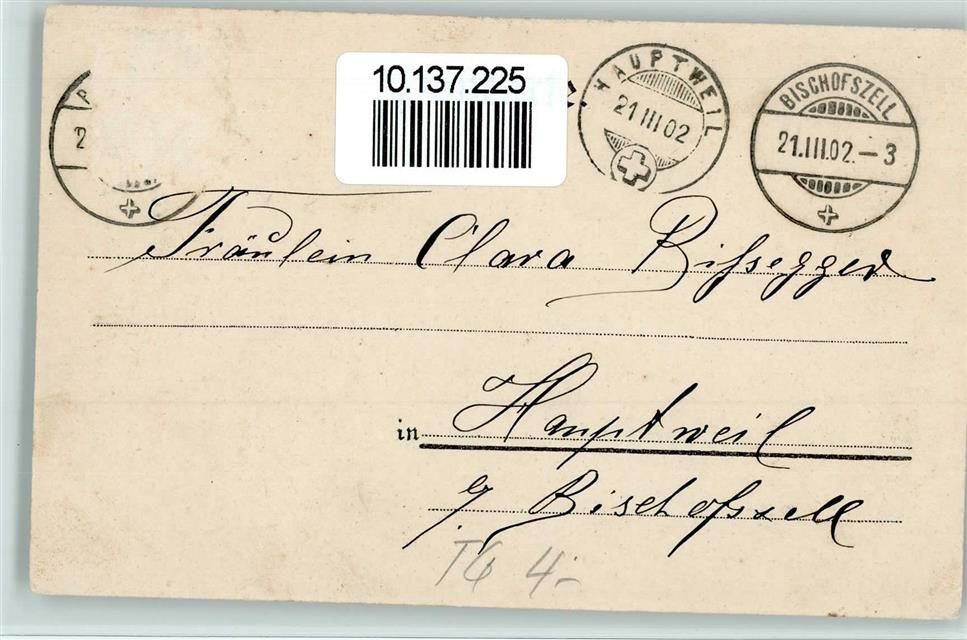 10.137.225
HAUPTWEIL
21 III 02
BISCHOFSZELL
21.III.02.-3
Fräulein Clara Bissegger
in Hauptweil
b/ Bischofszell
TG 4.-